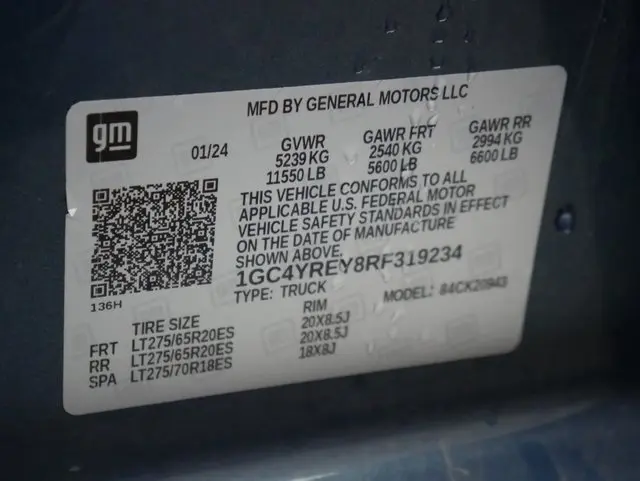 MFD BY GENERAL MOTORS LLC
gm
01/24
GVWR GAWR FRT GAWR RR
5239 KG 2540 KG 2994 KG
11550 LB 5600 LB 6600 LB
THIS VEHICLE CONFORMS TO ALL
APPLICABLE U.S. FEDERAL MOTOR
VEHICLE SAFETY STANDARDS IN EFFECT
ON THE DATE OF MANUFACTURE
SHOWN ABOVE.
1GC4YREY8RF319234
TYPE: TRUCK MODEL: 84CK20943
136H
TIRE SIZE RIM
FRT LT275/65R20ES 20X8.5J
RR LT275/65R20ES 20X8.5J
SPA LT275/70R18ES 18X8J